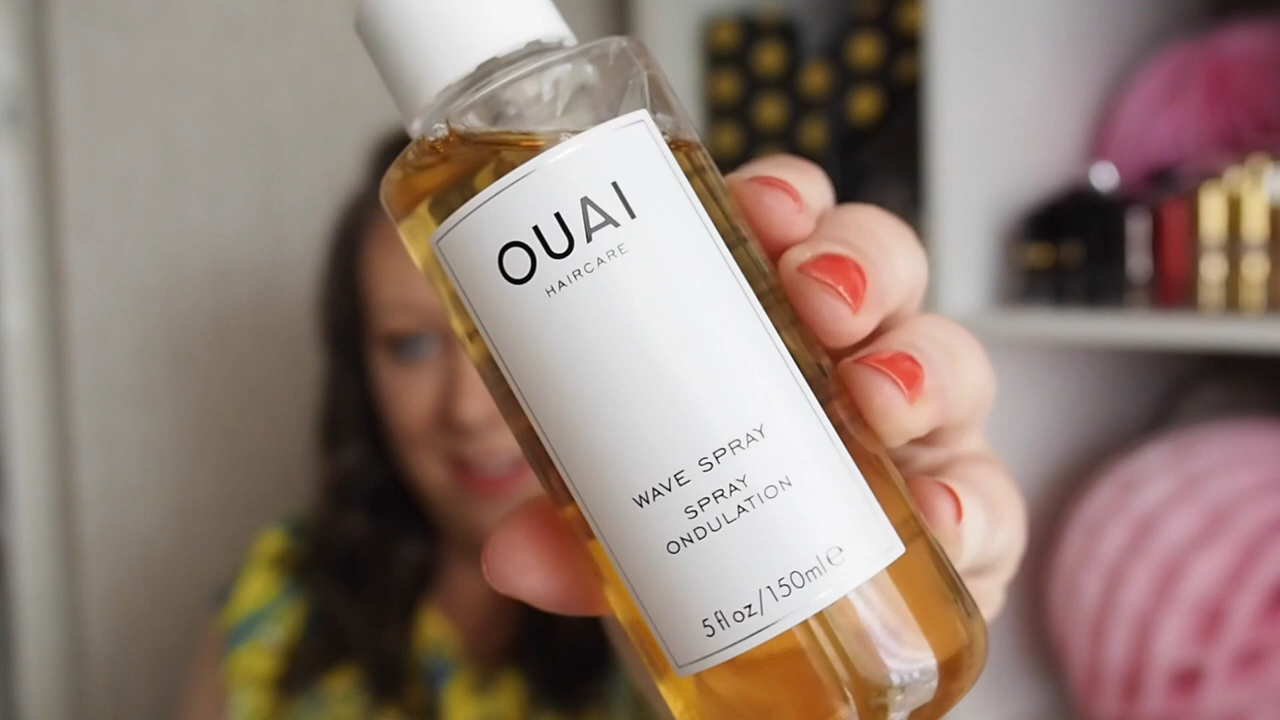 OUAI
HAIRCARE
WAVE SPRAY
SPRAY
ONDULATION
5 fl oz/150ml℮